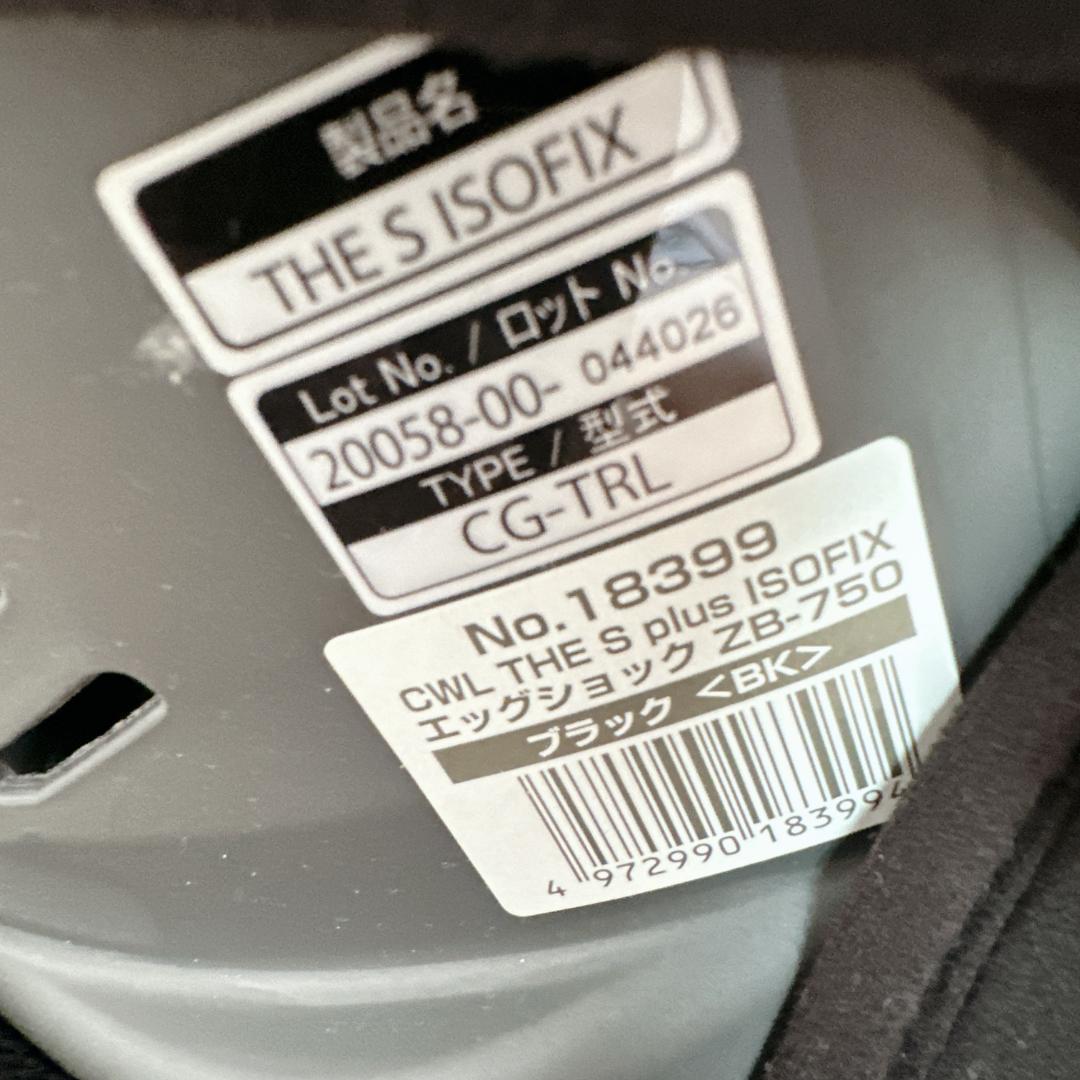 製品名
THE S ISOFIX
Lot No. / ロット No.
20058-00- 044026
TYPE / 型式
CG-TRL
No.18399
CWL THE S plus ISOFIX
エッグショック ZB-750
ブラック <BK>
4 972990 183994